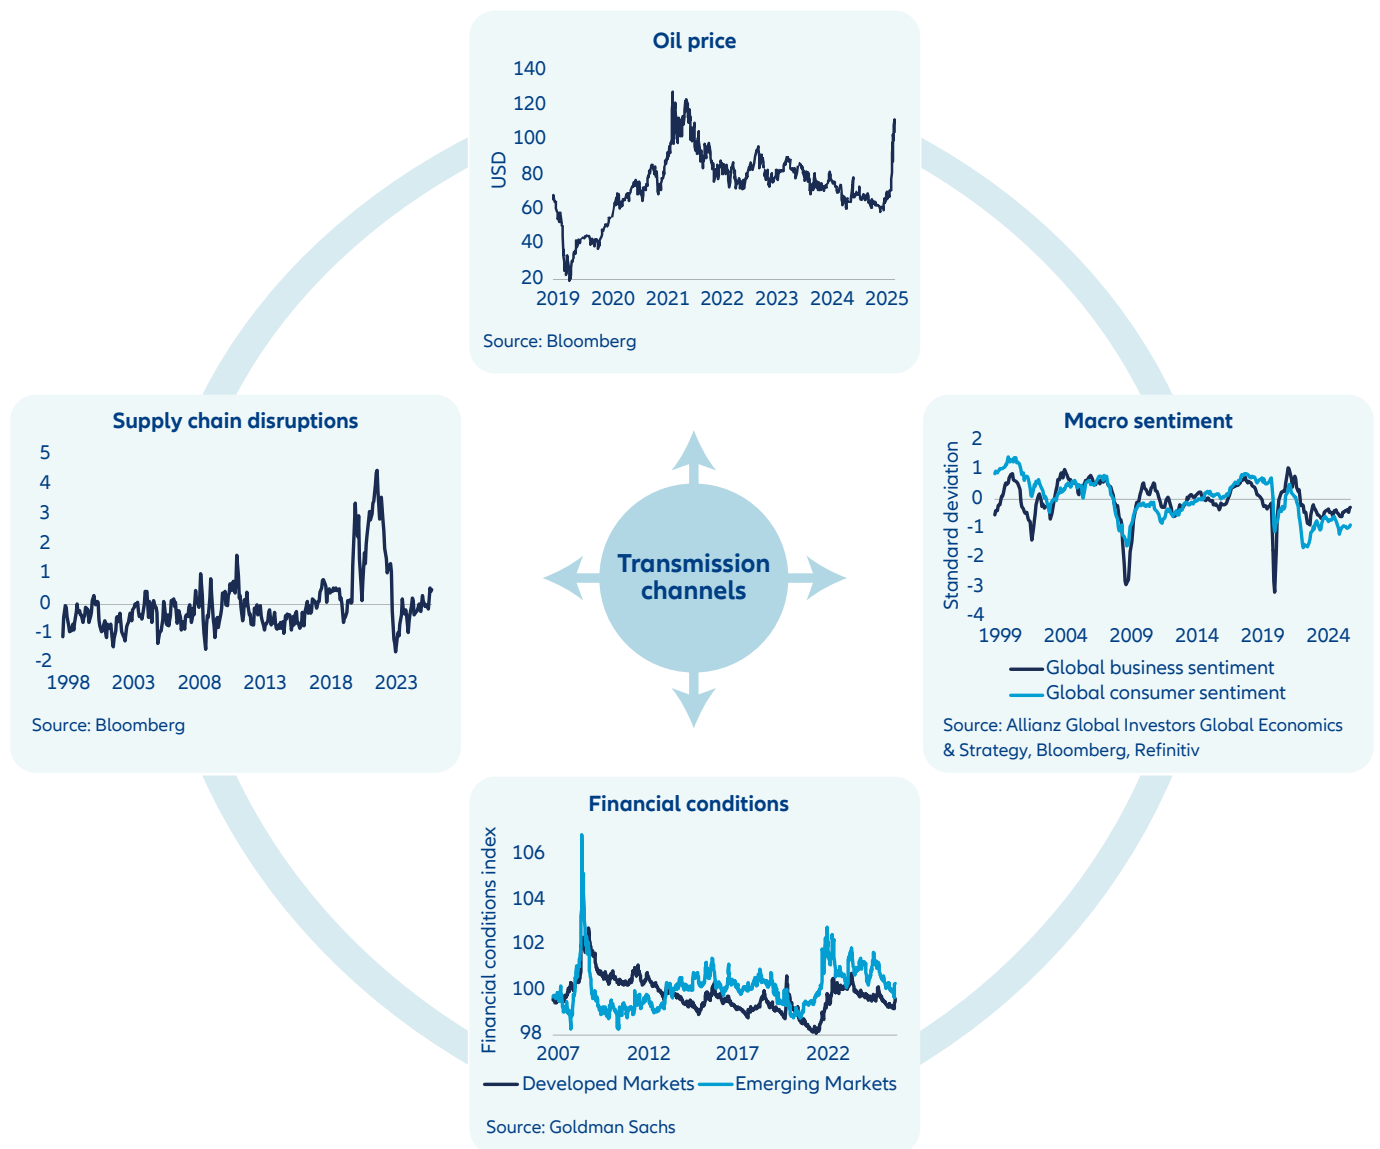 Oil price
USD
140
120
100
80
60
40
20
2019 2020 2021 2022 2023 2024 2025
Source: Bloomberg
Supply chain disruptions
5
4
3
2
1
0
-1
-2
1998 2003 2008 2013 2018 2023
Source: Bloomberg
Transmission
channels
Macro sentiment
Standard deviation
2
1
0
-1
-2
-3
-4
1999 2004 2009 2014 2019 2024
Global business sentiment
Global consumer sentiment
Source: Allianz Global Investors Global Economics
& Strategy, Bloomberg, Refinitiv
Financial conditions
Financial conditions index
106
104
102
100
98
2007 2012 2017 2022
Developed Markets Emerging Markets
Source: Goldman Sachs